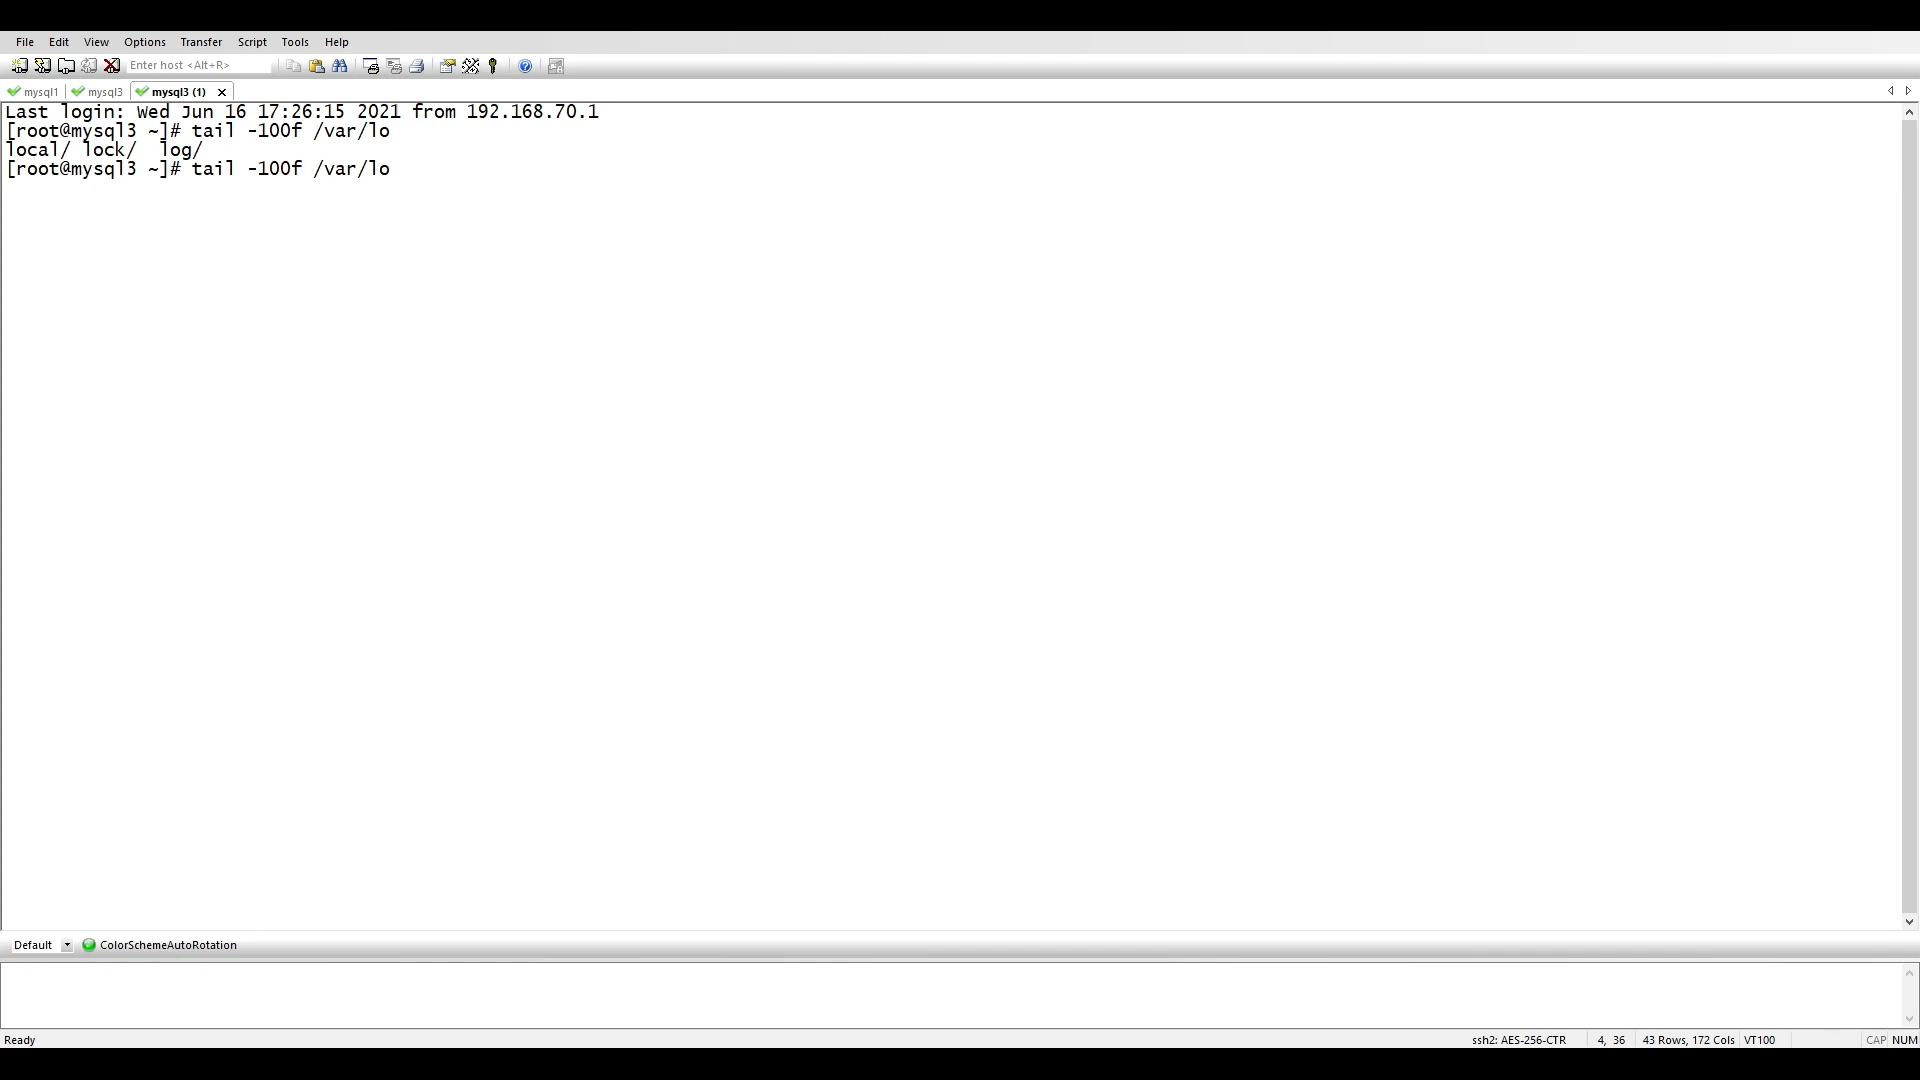 File Edit View Options Transfer Script Tools Help
Enter host <Alt+R>
mysql1 mysql3 mysql3 (1)
Last login: Wed Jun 16 17:26:15 2021 from 192.168.70.1
[root@mysql3 ~]# tail -100f /var/lo
local/ lock/  log/
[root@mysql3 ~]# tail -100f /var/lo
Default ColorSchemeAutoRotation
Ready ssh2: AES-256-CTR 4, 36 43 Rows, 172 Cols VT100 CAP NUM